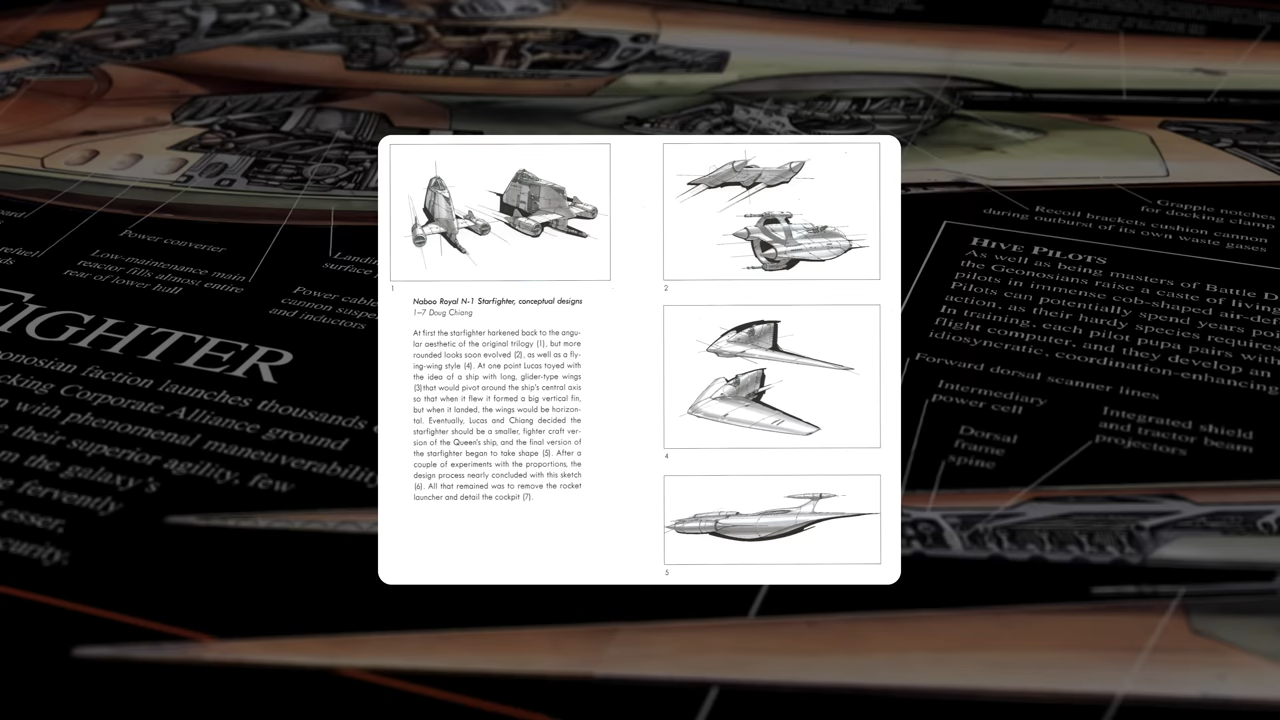 1
Naboo Royal N-1 Starfighter, conceptual designs
1–7 Doug Chiang
At first the starfighter harkened back to the angu-
lar aesthetic of the original trilogy (1), but more
rounded looks soon evolved (2), as well as a fly-
ing-wing style (4). At one point Lucas toyed with
the idea of a ship with long, glider-type wings
(3)that would pivot around the ship's central axis
so that when it flew it formed a big vertical fin,
but when it landed, the wings would be horizon-
tal. Eventually, Lucas and Chiang decided the
starfighter should be a smaller, fighter craft ver-
sion of the Queen's ship, and the final version of
the starfighter began to take shape (5). After a
couple of experiments with the proportions, the
design process nearly concluded with this sketch
(6). All that remained was to remove the rocket
launcher and detail the cockpit (7).
2
4
5
Power converter
Low-maintenance main
reactor fills almost entire
rear of lower hull
Landi
surface
Power cable
cannon suspen
and inductors
FIGHTER
onosian faction launches thousands
cking Corporate Alliance ground
n with phenomenal maneuverability
their superior agility, few
m the galaxy's
fervently
esser,
curity.
Grapple notches
for docking clamp
Recoil brackets cushion cannon
during outburst of its own waste gases
HIVE PILOTS
As well as being masters of Battle D
the Geonosians raise a caste of living
pilots in immense cob-shaped air-def
Pilots can potentially spend years poi
action, as their hardy species requires
In training, each pilot pupa pairs with
flight computer, and they develop an
idiosyncratic, coordination-enhancing
Forward dorsal scanner lines
Intermediary
power cell
Dorsal
frame
spine
Integrated shield
and tractor beam
projectors